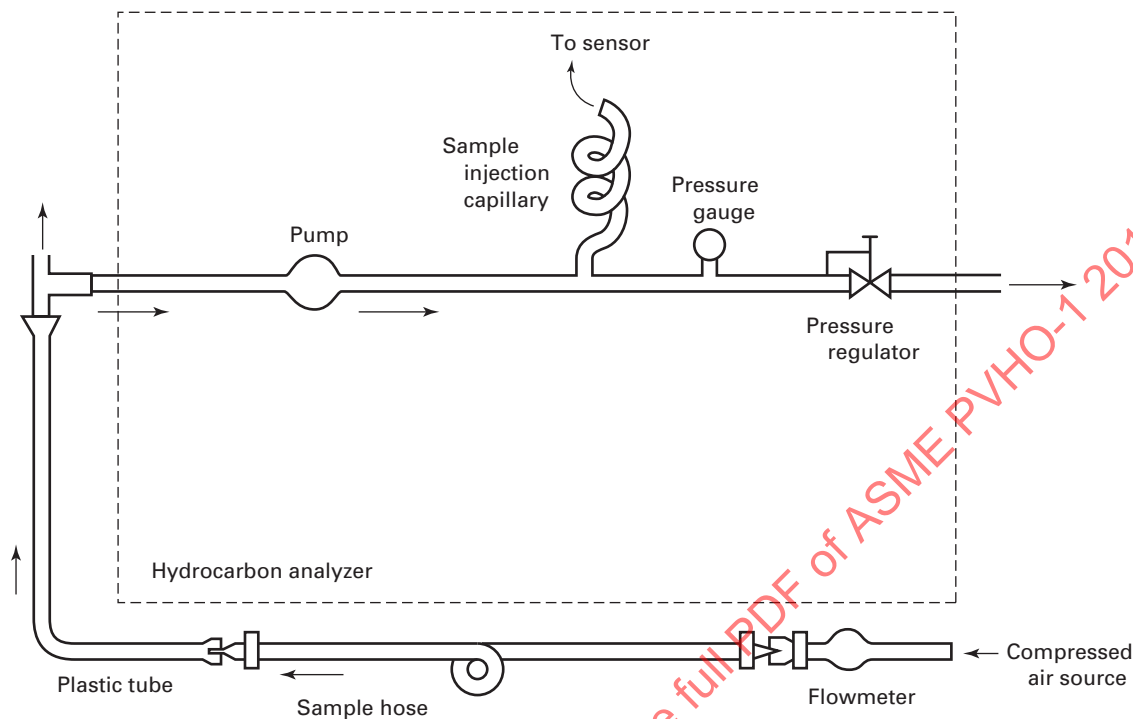 To sensor
Sample
injection
capillary
Pressure
gauge
Pump
Pressure
regulator
Hydrocarbon analyzer
Compressed
air source
Plastic tube
Flowmeter
Sample hose
full PDF of ASME PVHO-1 201